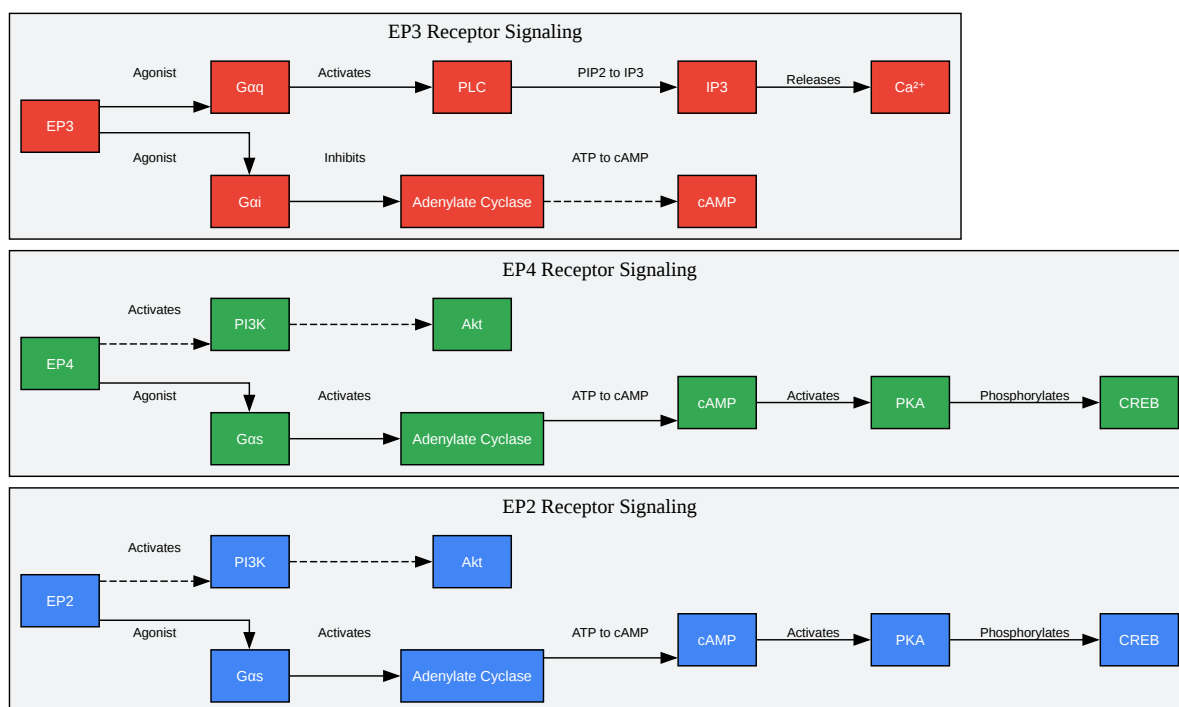 EP3 Receptor Signaling
Agonist
Gαq
Activates
PLC
PIP2 to IP3
IP3
Releases
Ca²⁺
EP3
Agonist
Gαi
Inhibits
Adenylate Cyclase
ATP to cAMP
cAMP
EP4 Receptor Signaling
Activates
PI3K
Akt
EP4
Agonist
Gαs
Activates
Adenylate Cyclase
ATP to cAMP
cAMP
Activates
PKA
Phosphorylates
CREB
EP2 Receptor Signaling
Activates
PI3K
Akt
EP2
Agonist
Gαs
Activates
Adenylate Cyclase
ATP to cAMP
cAMP
Activates
PKA
Phosphorylates
CREB